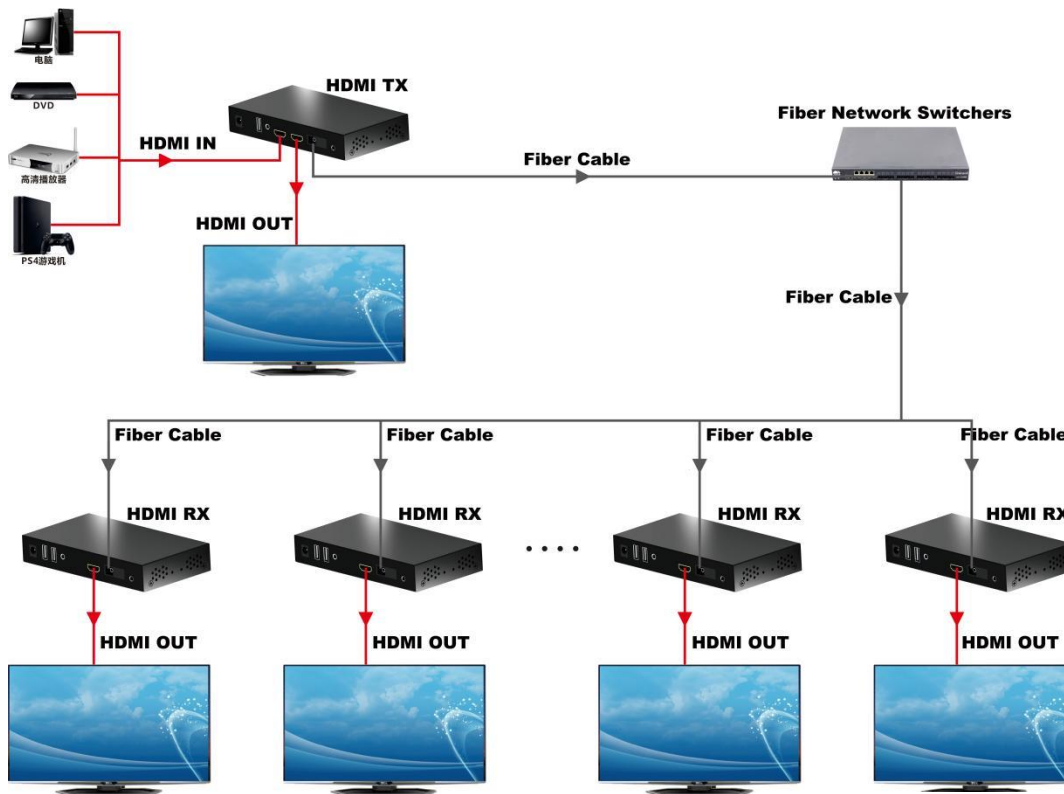 电脑
HDMI TX
DVD
Fiber Network Switchers
HDMI IN
Fiber Cable
高清播放器
HDMI OUT
PS4游戏机
Fiber Cable
Fiber Cable
Fiber Cable
Fiber Cable
Fiber Cable
HDMI RX
HDMI RX
HDMI RX
HDMI RX
....
HDMI OUT
HDMI OUT
HDMI OUT
HDMI OUT